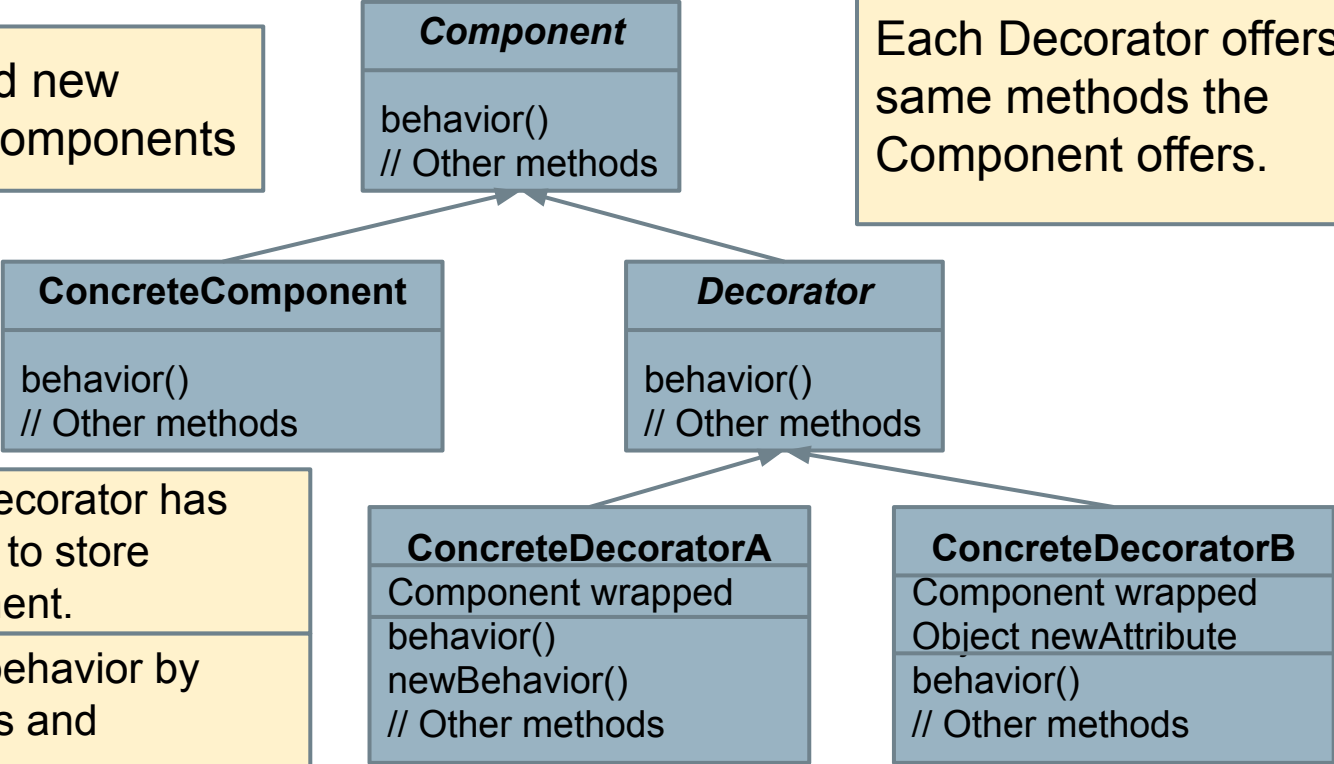 Component
behavior()
// Other methods
new
omponents
Each Decorator offers
same methods the
Component offers.
ConcreteComponent
behavior()
// Other methods
Decorator
behavior()
// Other methods
ecorator has
to store
ent.
ehavior by
s and
ConcreteDecoratorA
Component wrapped
behavior()
newBehavior()
// Other methods
ConcreteDecoratorB
Component wrapped
Object newAttribute
behavior()
// Other methods